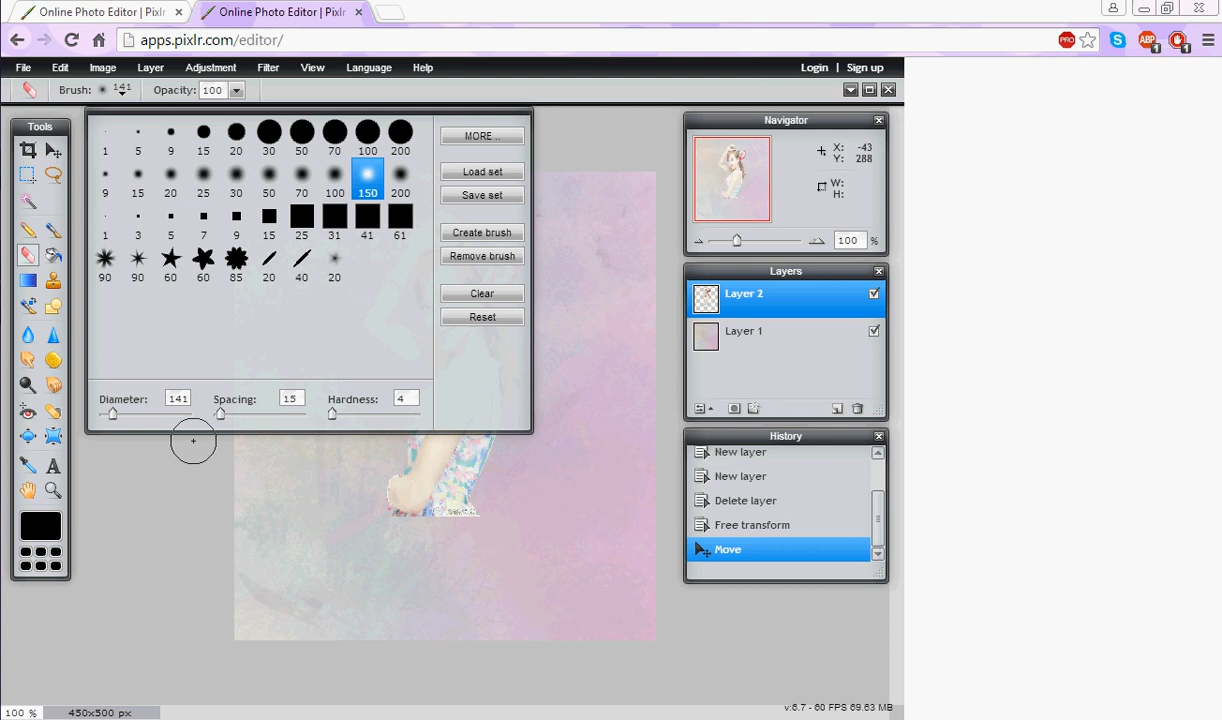 Online Photo Editor | Pixlr Online Photo Editor | Pixlr
apps.pixlr.com/editor/ PRO ABP 1 1
File Edit Image Layer Adjustment Filter View Language Help Login | Sign up
Brush: 141 Opacity: 100
Tools
1 5 9 15 20 30 50 70 100 200
9 15 20 25 30 50 70 100 150 200
1 3 5 7 9 15 25 31 41 61
90 90 60 60 85 20 40 20
MORE ..
Load set
Save set
Create brush
Remove brush
Clear
Reset
Diameter: 141 Spacing: 15 Hardness: 4
Navigator
X: -43
Y: 288
W:
H:
100 %
Layers
Layer 2
Layer 1
History
New layer
New layer
Delete layer
Free transform
Move
A
100 % 450x500 px
v:6.7 - 60 FPS 69.63 MB